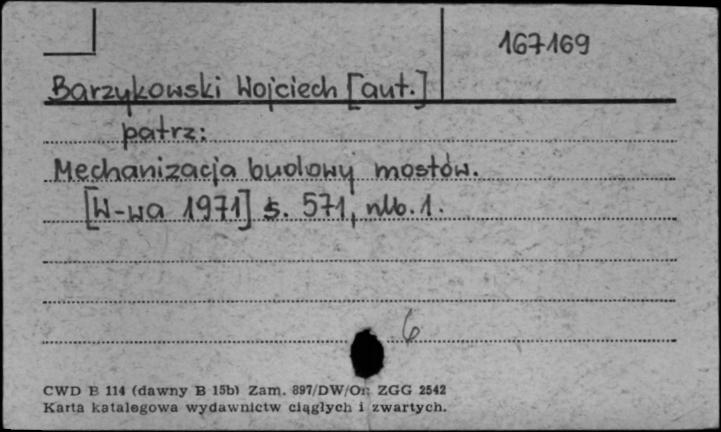 167169
Barzykowski Wojciech [aut.]
patrz:
Mechanizacja budowy mostów.
[W-wa 1971] s. 571, nlb. 1.
6
CWD B 114 (dawny B 15b) Zam. 897/DW/Or ZGG 2542
Karta katalogowa wydawnictw ciągłych i zwartych.